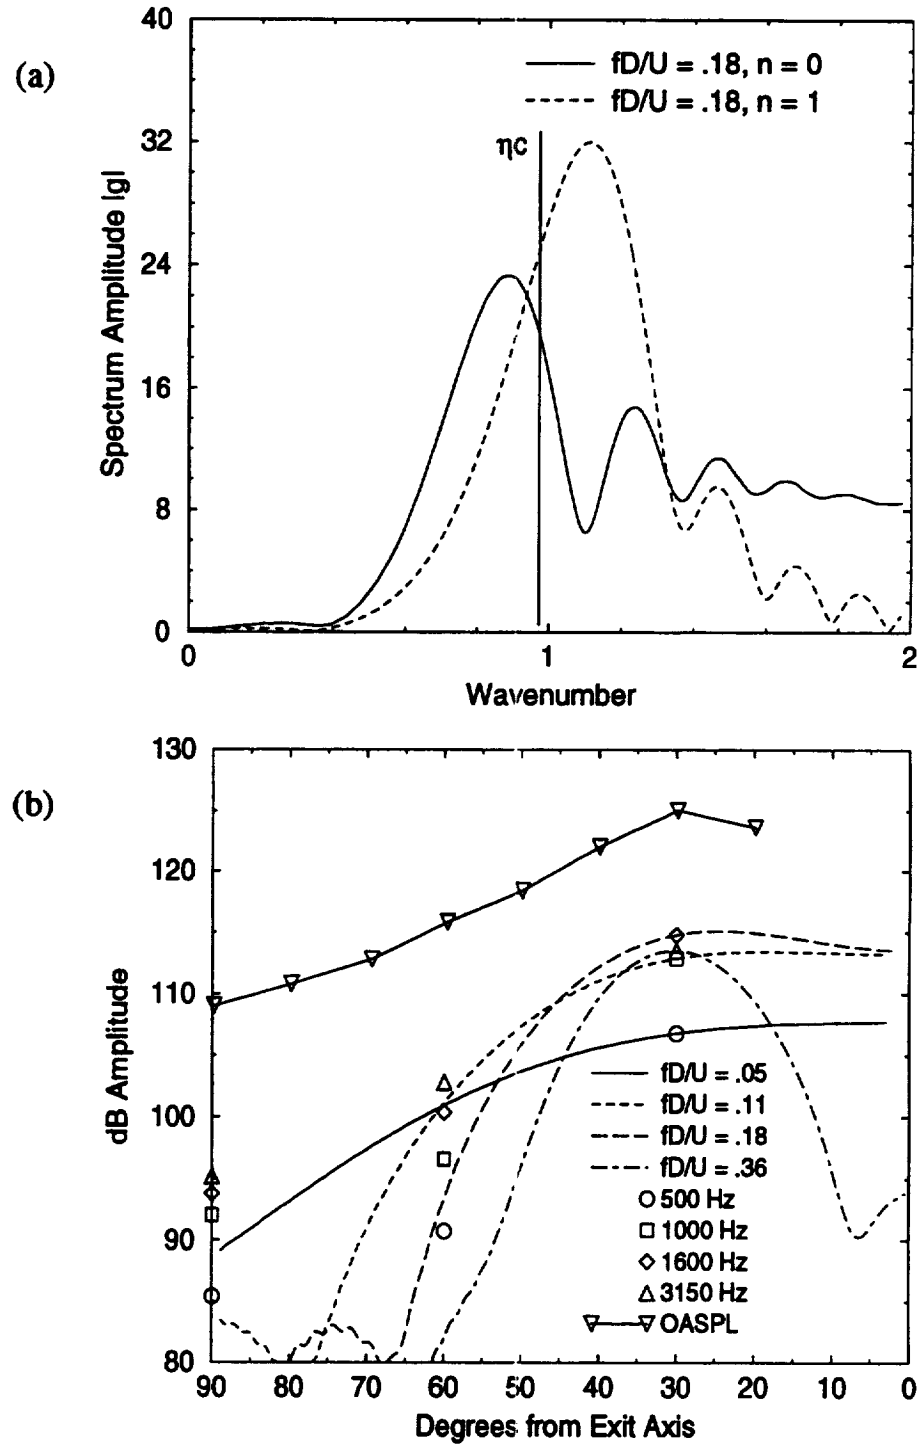 (a)
40
32
24
16
8
0
Spectrum Amplitude |g|
fD/U = .18, n = 0
fD/U = .18, n = 1
ηc
0
1
2
Wavenumber
(b)
130
120
110
100
90
80
dB Amplitude
fD/U = .05
fD/U = .11
fD/U = .18
fD/U = .36
500 Hz
1000 Hz
1600 Hz
3150 Hz
OASPL
90 80 70 60 50 40 30 20 10 0
Degrees from Exit Axis